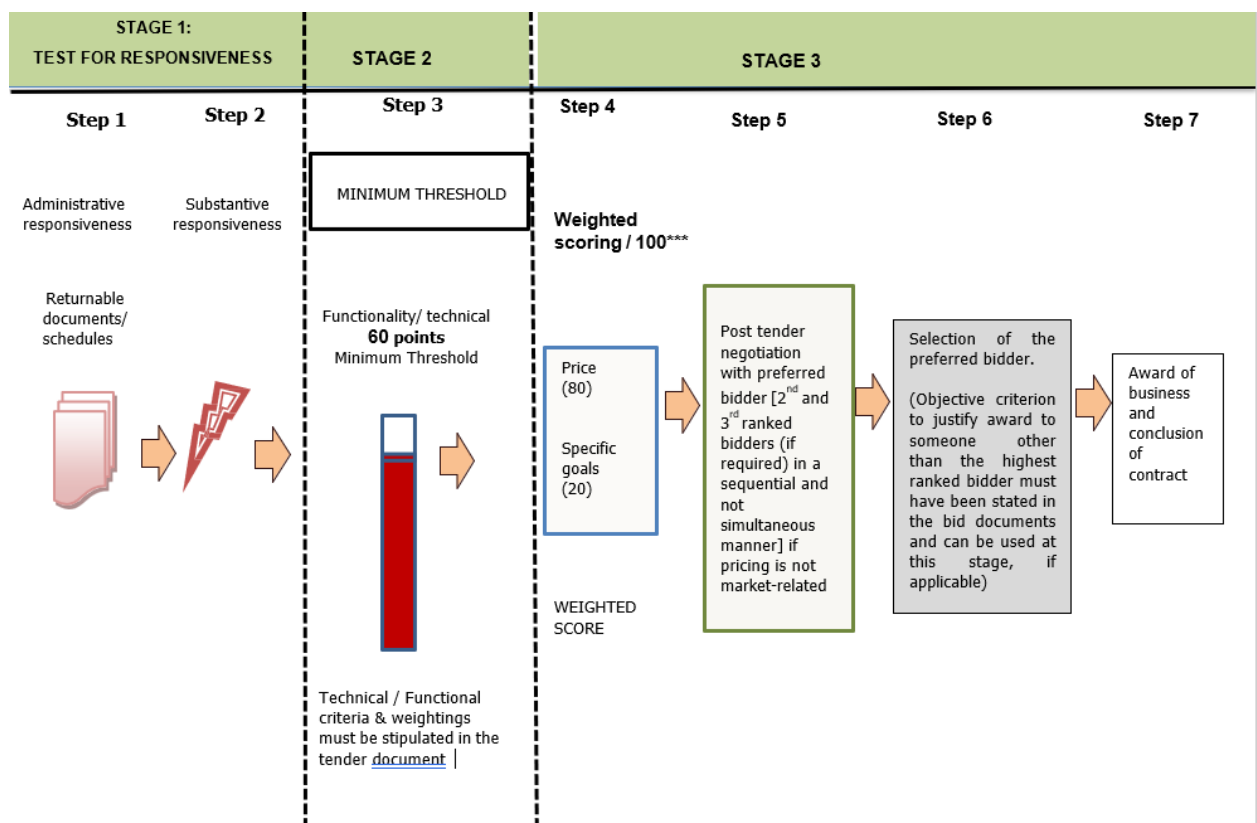 STAGE 1:
TEST FOR RESPONSIVENESS
STAGE 2
STAGE 3
Step 1
Step 2
Step 3
Step 4
Step 5
Step 6
Step 7
Administrative
responsiveness
Substantive
responsiveness
MINIMUM THRESHOLD
Weighted
scoring / 100***
Returnable
documents/
schedules
Functionality/ technical
60 points
Minimum Threshold
Technical / Functional
criteria & weightings
must be stipulated in the
tender document
Price
(80)
Specific
goals
(20)
WEIGHTED
SCORE
Post tender
negotiation
with preferred
bidder [2nd and
3rd ranked
bidders (if
required) in a
sequential and
not
simultaneous
manner] if
pricing is not
market-related
Selection of the
preferred bidder.
(Objective criterion
to justify award to
someone other
than the highest
ranked bidder must
have been stated in
the bid documents
and can be used at
this stage, if
applicable)
Award of
business
and
conclusion
of
contract